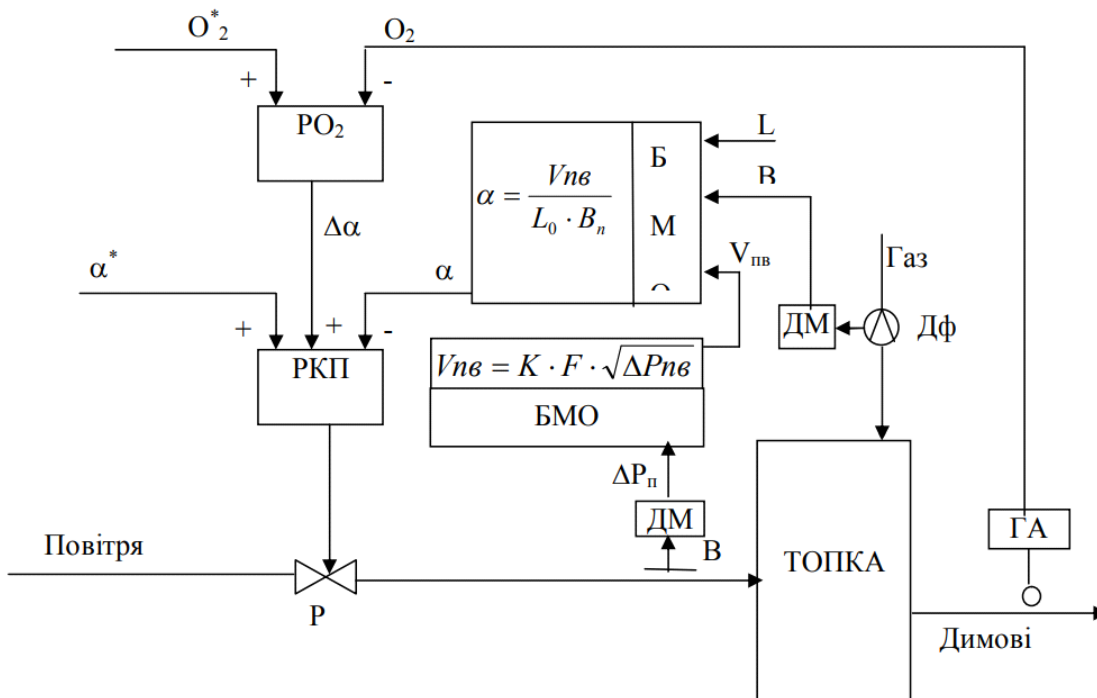 O*2
O2
+
-
РО2
L
Б
М
В
α = Vпв / (L0 · Bn)
Δα
α*
α
Vпв
Газ
+
+
-
ДМ
Дф
РКП
Vпв = K · F · √ΔPпв
БМО
ΔPп
ДМ
ГА
Повітря
В
ТОПКА
Р
Димові